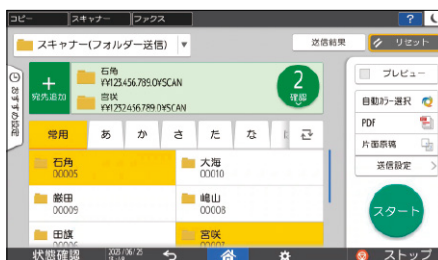 コピー
スキャナー
ファクス
?
スキャナー(フォルダー送信)
▼
送信結果
リセット
おすすめ設定
+
宛先追加
石角
¥¥123.456.789.0¥SCAN
宮咲
¥¥1252.456.789.0¥SCAN
2
確認
プレビュー
自動カラー選択
PDF
片面原稿
送信設定 >
スタート
常用
あ
か
さ
た
な
石角
00005
大海
00010
厳田
00009
嶋山
00008
田旗
宮咲
状態確認
ストップ